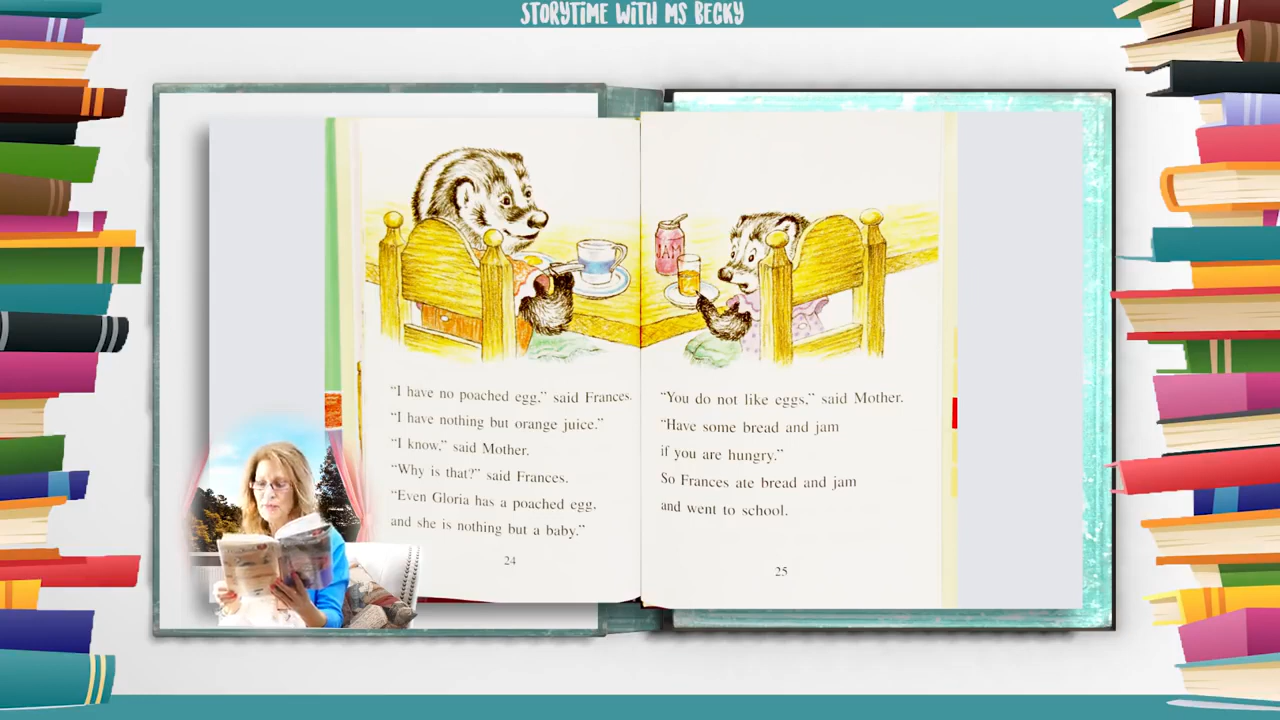 STORYTIME WITH MS BECKY
JAM
“I have no poached egg,” said Frances.
“I have nothing but orange juice.”
“I know,” said Mother.
“Why is that?” said Frances.
“Even Gloria has a poached egg,
and she is nothing but a baby.”
24
“You do not like eggs,” said Mother.
“Have some bread and jam
if you are hungry.”
So Frances ate bread and jam
and went to school.
25